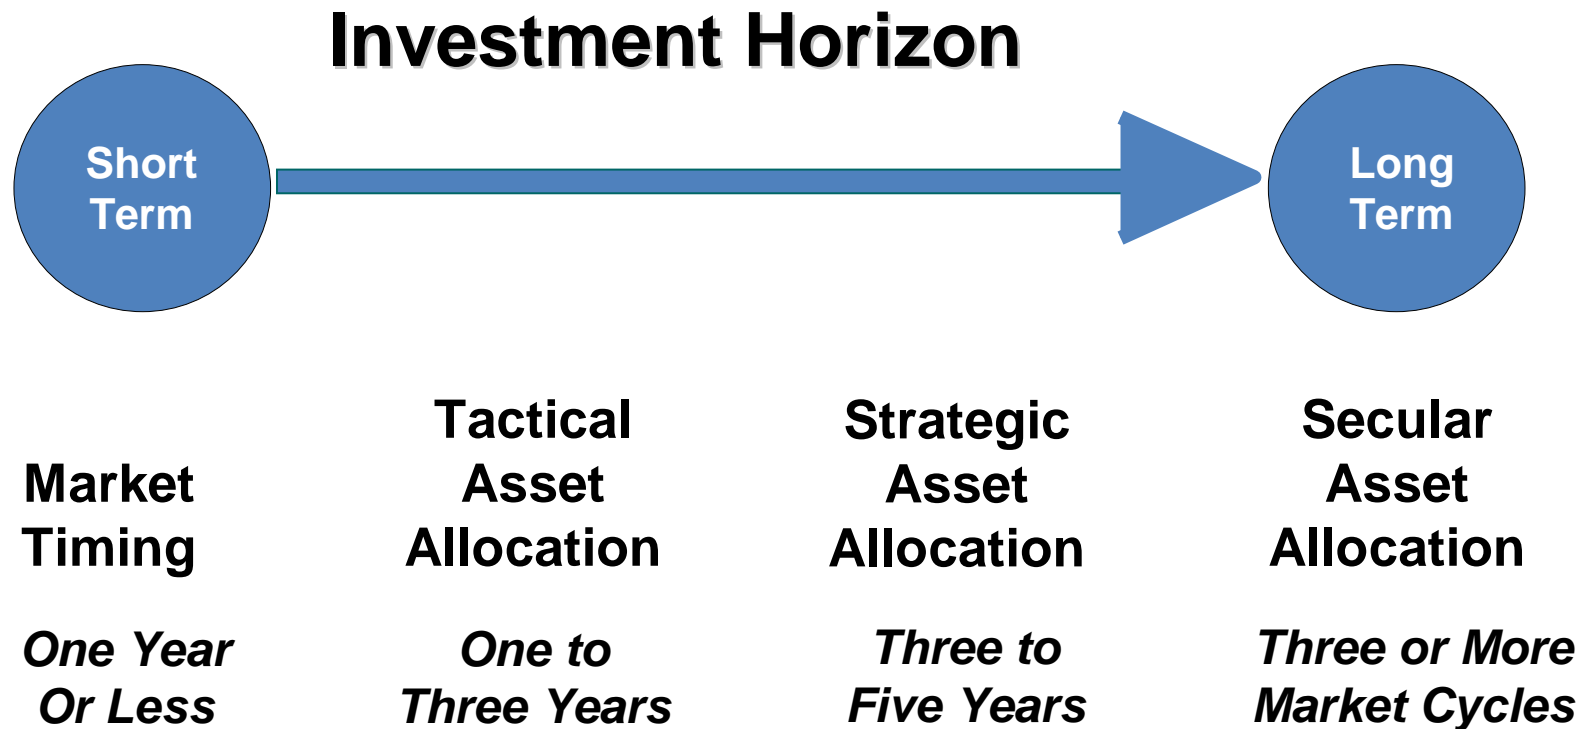 Investment Horizon
Short
Term
Long
Term
Market
Timing
Tactical
Asset
Allocation
Strategic
Asset
Allocation
Secular
Asset
Allocation
One Year
Or Less
One to
Three Years
Three to
Five Years
Three or More
Market Cycles